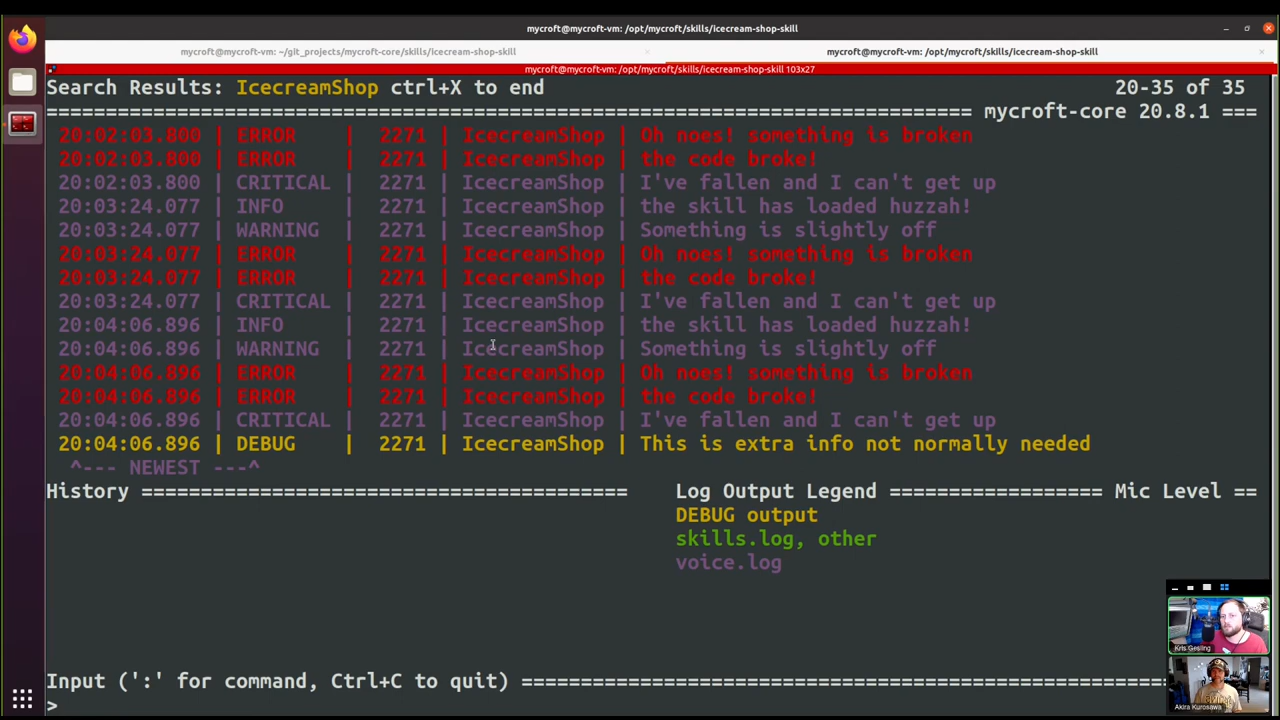 mycroft@mycroft-vm: /opt/mycroft/skills/icecream-shop-skill
mycroft@mycroft-vm: ~/git_projects/mycroft-core/skills/icecream-shop-skill × mycroft@mycroft-vm: /opt/mycroft/skills/icecream-shop-skill ×
mycroft@mycroft-vm: /opt/mycroft/skills/icecream-shop-skill 103x27
Search Results: IcecreamShop ctrl+X to end 20-35 of 35
============================================================================== mycroft-core 20.8.1 ===
20:02:03.800 | ERROR | 2271 | IcecreamShop | Oh noes! something is broken
20:02:03.800 | ERROR | 2271 | IcecreamShop | the code broke!
20:02:03.800 | CRITICAL | 2271 | IcecreamShop | I've fallen and I can't get up
20:03:24.077 | INFO | 2271 | IcecreamShop | the skill has loaded huzzah!
20:03:24.077 | WARNING | 2271 | IcecreamShop | Something is slightly off
20:03:24.077 | ERROR | 2271 | IcecreamShop | Oh noes! something is broken
20:03:24.077 | ERROR | 2271 | IcecreamShop | the code broke!
20:03:24.077 | CRITICAL | 2271 | IcecreamShop | I've fallen and I can't get up
20:04:06.896 | INFO | 2271 | IcecreamShop | the skill has loaded huzzah!
20:04:06.896 | WARNING | 2271 | IcecreamShop | Something is slightly off
20:04:06.896 | ERROR | 2271 | IcecreamShop | Oh noes! something is broken
20:04:06.896 | ERROR | 2271 | IcecreamShop | the code broke!
20:04:06.896 | CRITICAL | 2271 | IcecreamShop | I've fallen and I can't get up
20:04:06.896 | DEBUG | 2271 | IcecreamShop | This is extra info not normally needed
^--- NEWEST ---^
History ========================================= Log Output Legend ================== Mic Level ==
DEBUG output
skills.log, other
voice.log
Kris Gesling
Akira Kurosawa
Input (':' for command, Ctrl+C to quit) =======================================================
>